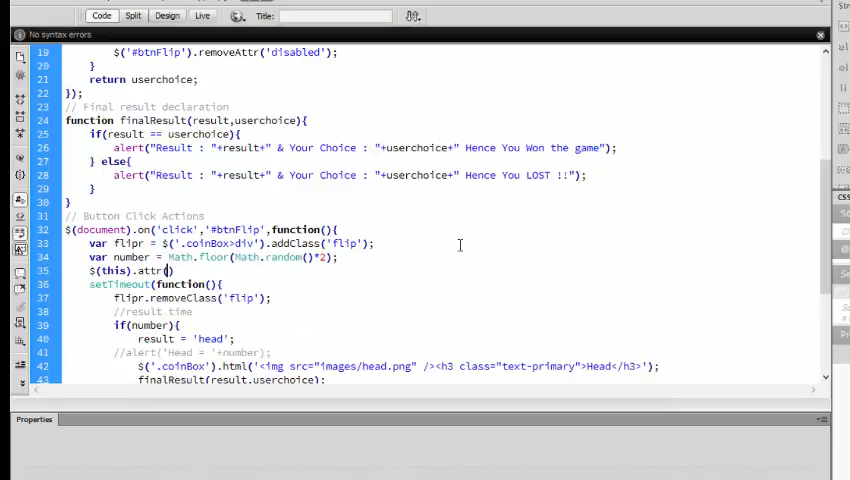 Code Split Design Live Title:
No syntax errors
19 $('#btnFlip').removeAttr('disabled');
20 }
21 return userchoice;
22 });
23 // Final result declaration
24 function finalResult(result,userchoice){
25 if(result == userchoice){
26 alert("Result : "+result+" & Your Choice : "+userchoice+" Hence You Won the game");
27 } else{
28 alert("Result : "+result+" & Your Choice : "+userchoice+" Hence You LOST !!");
29 }
30 }
31 // Button Click Actions
32 $(document).on('click','#btnFlip',function(){
33 var flipr = $('.coinBox>div').addClass('flip');
34 var number = Math.floor(Math.random()*2);
35 $(this).attr()
36 setTimeout(function(){
37 flipr.removeClass('flip');
38 //result time
39 if(number){
40 result = 'head';
41 //alert('Head = '+number);
42 $('.coinBox').html('<img src="images/head.png" /><h3 class="text-primary">Head</h3>');
43 finalResult(result,userchoice);
Properties
CSS